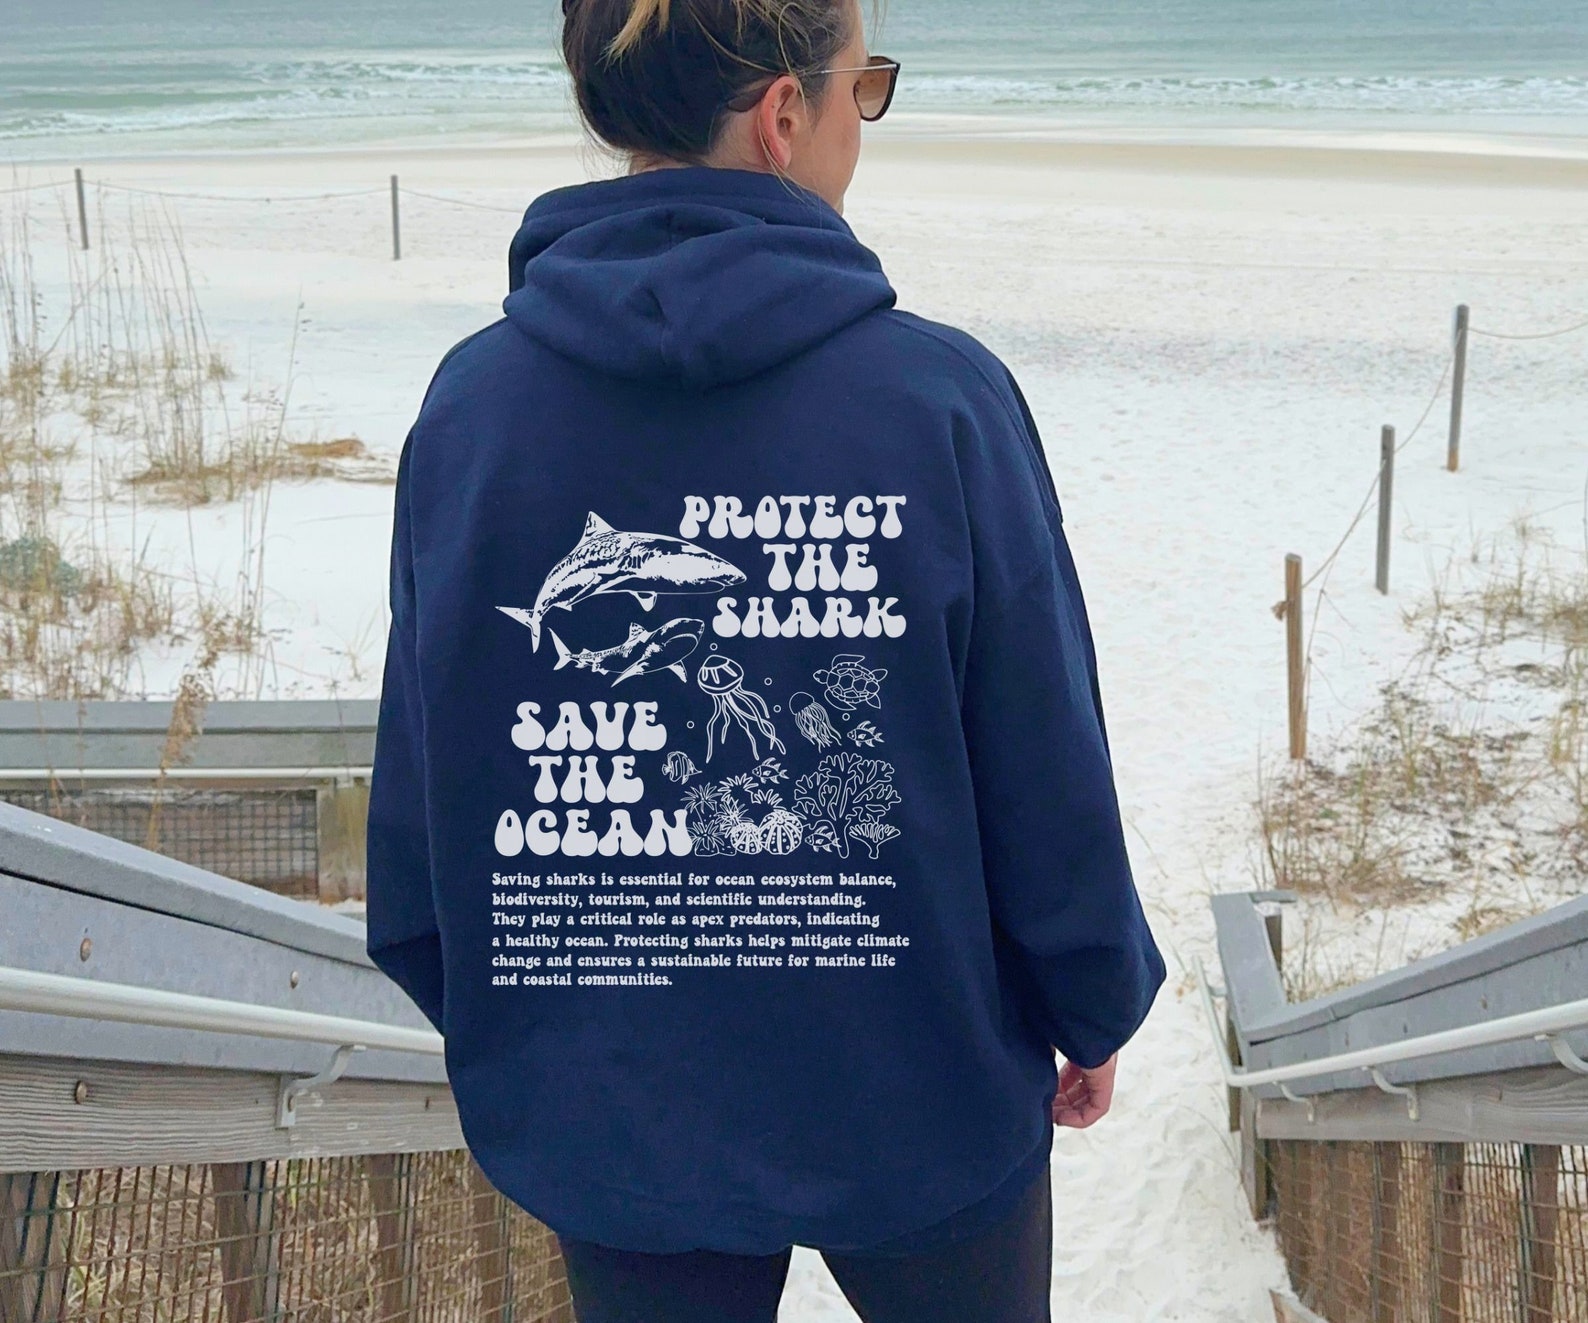 PROTECT
THE
SHARK
SAVE
THE
OCEAN
Saving sharks is essential for ocean ecosystem balance,
biodiversity, tourism, and scientific understanding.
They play a critical role as apex predators, indicating
a healthy ocean. Protecting sharks helps mitigate climate
change and ensures a sustainable future for marine life
and coastal communities.